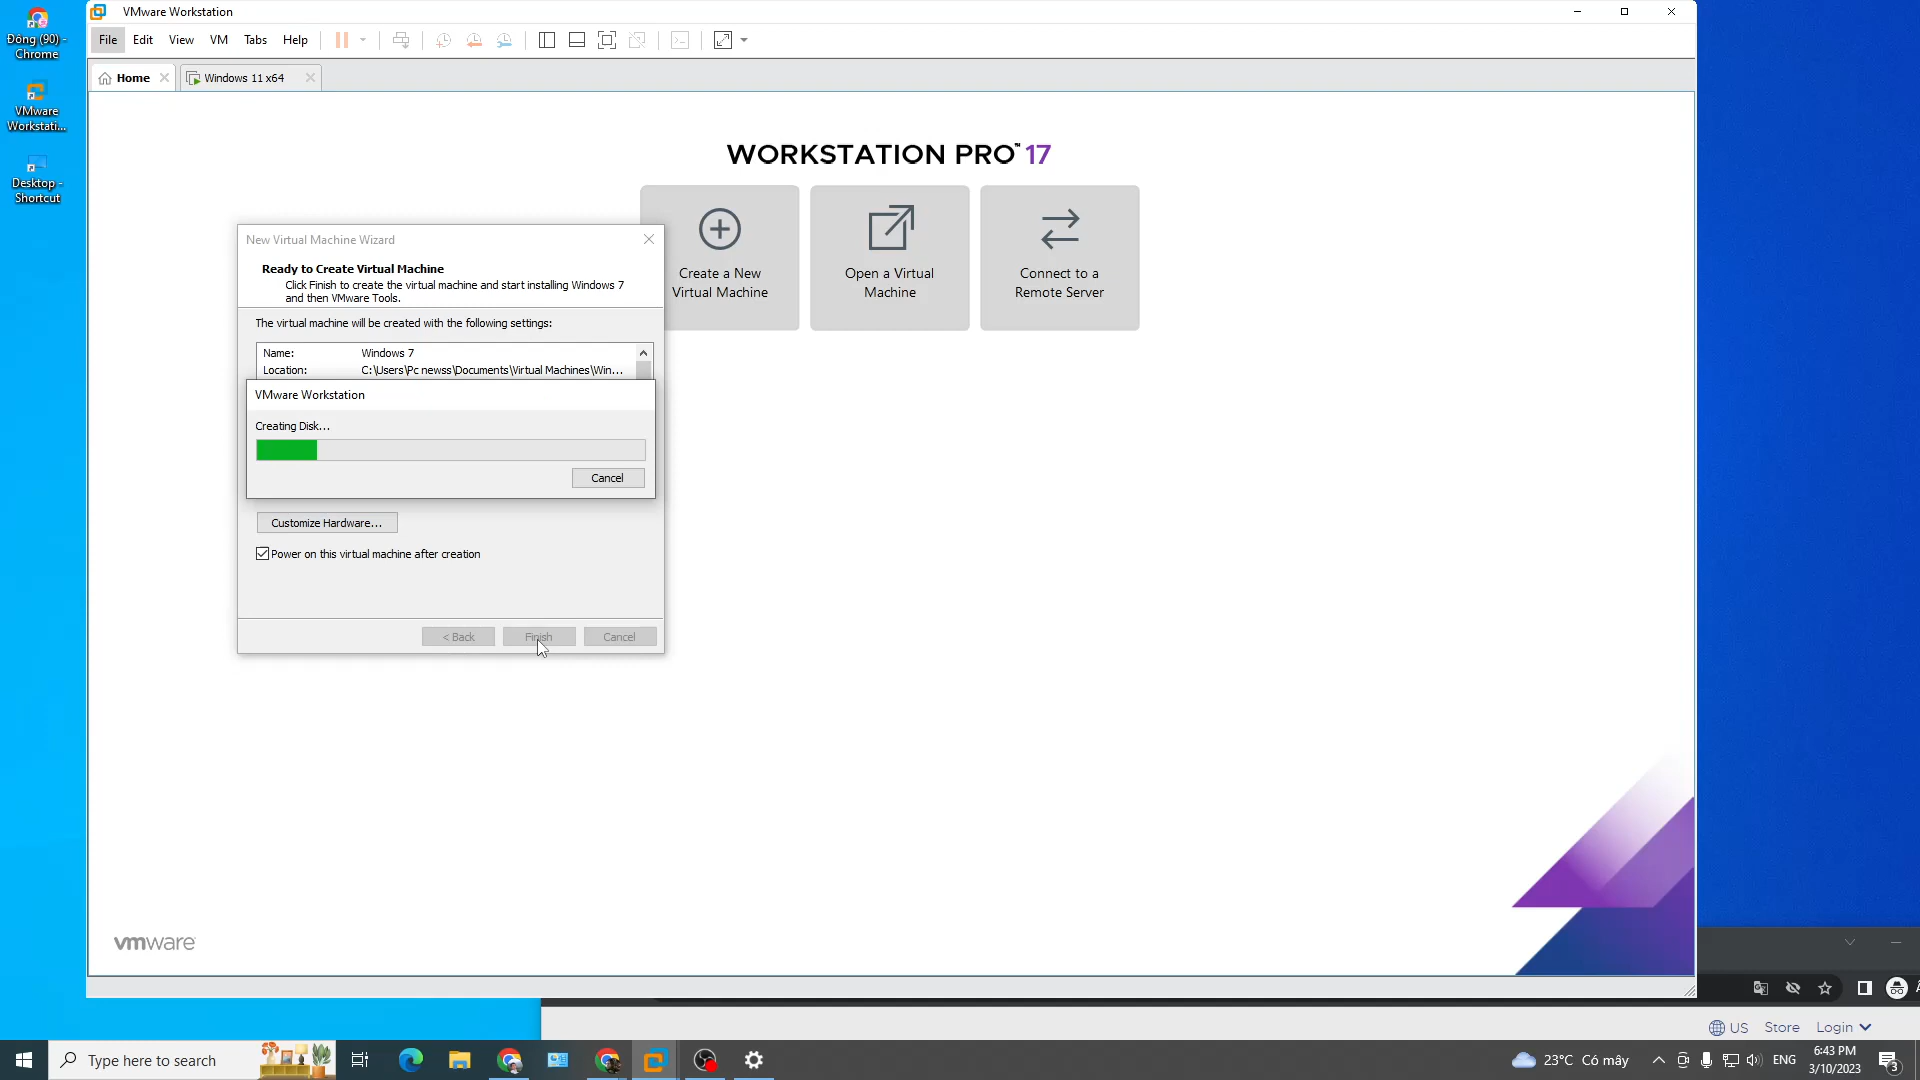 Đông (90) -
Chrome
VMware
Workstati...
Desktop -
Shortcut
VMware Workstation
File Edit View VM Tabs Help
Home
Windows 11 x64
WORKSTATION PRO™ 17
Create a New
Virtual Machine
Open a Virtual
Machine
Connect to a
Remote Server
New Virtual Machine Wizard
Ready to Create Virtual Machine
Click Finish to create the virtual machine and start installing Windows 7
and then VMware Tools.
The virtual machine will be created with the following settings:
Name: Windows 7
Location: C:\Users\Pc newss\Documents\Virtual Machines\Win...
VMware Workstation
Creating Disk...
Cancel
Customize Hardware...
Power on this virtual machine after creation
< Back Finish Cancel
vmware
US Store Login
Type here to search
23°C Có mây
ENG
6:43 PM
3/10/2023
3